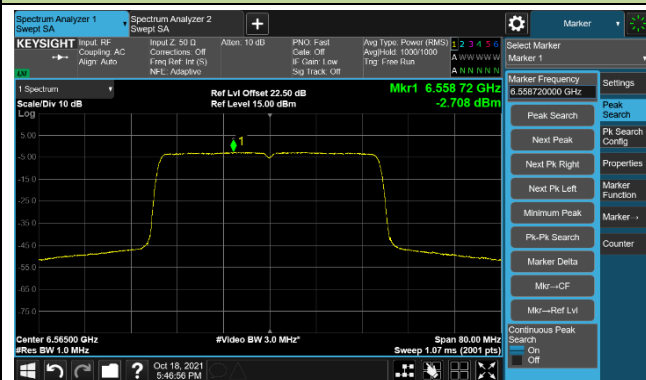 Spectrum Analyzer 1
Swept SA
Spectrum Analyzer 2
Swept SA
+
Marker
KEYSIGHT
Input: RF
Coupling: AC
Align: Auto
Input Z: 50 Ω
Corrections: Off
Freq Ref: Int (S)
NFE: Adaptive
Atten: 10 dB
PNO: Fast
Gate: Off
IF Gain: Low
Sig Track: Off
Avg Type: Power (RMS)
Avg|Hold: 1000/1000
Trig: Free Run
1 2 3 4 5 6
A W W W W W
A N N N N N
LXI
Select Marker
Marker 1
1 Spectrum
Scale/Div 10 dB
Log
Ref Lvl Offset 22.50 dB
Ref Level 15.00 dBm
Mkr1 6.558 72 GHz
-2.708 dBm
Marker Frequency
6.558720000 GHz
Settings
Peak Search
Peak
Search
Next Peak
Pk Search
Config
Next Pk Right
Properties
Next Pk Left
Marker
Function
Minimum Peak
Marker→
Pk-Pk Search
Counter
Marker Delta
Mkr→CF
Mkr→Ref Lvl
Continuous Peak
Search
On
Off
5.00
1
-5.00
-15.0
-25.0
-35.0
-45.0
-55.0
-65.0
-75.0
Center 6.56500 GHz
#Res BW 1.0 MHz
#Video BW 3.0 MHz*
Span 80.00 MHz
Sweep 1.07 ms (2001 pts)
?
Oct 18, 2021
5:46:56 PM